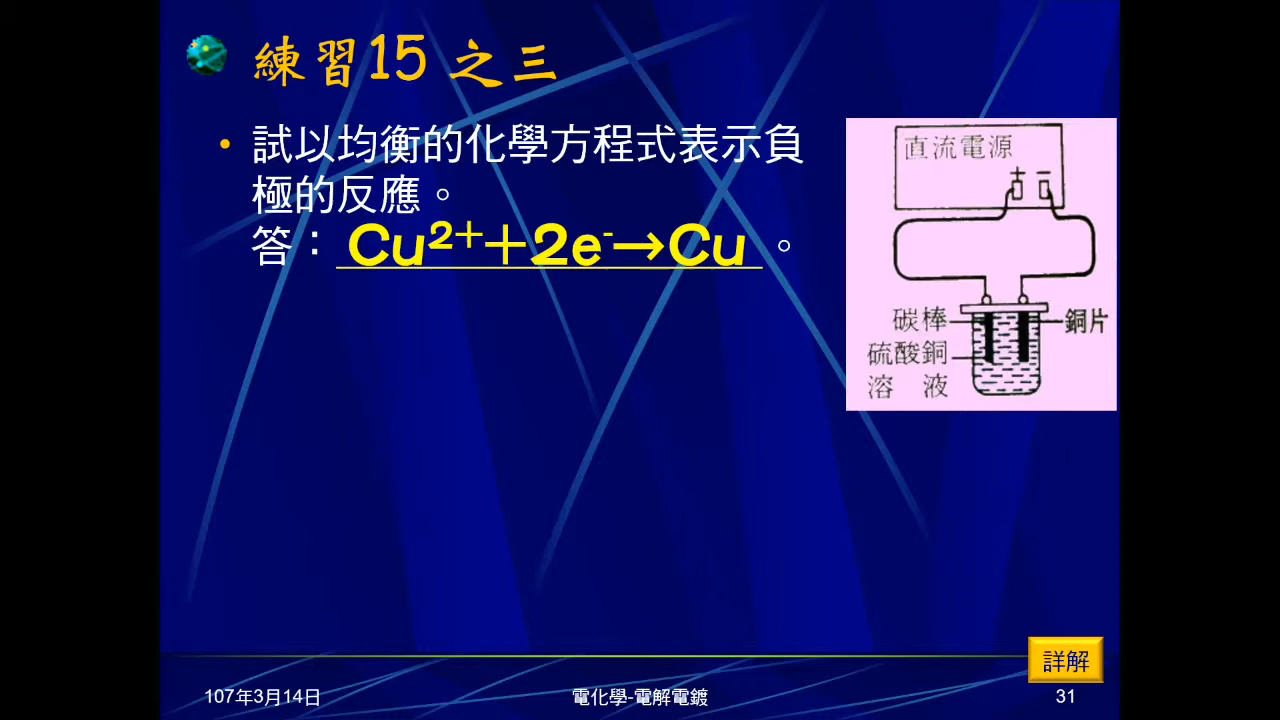 練習15 之三
• 試以均衡的化學方程式表示負
極的反應。
答：Cu²⁺＋2e⁻→Cu 。
直流電源
＋ －
碳棒
銅片
硫酸銅
溶 液
詳解
107年3月14日
電化學-電解電鍍
31